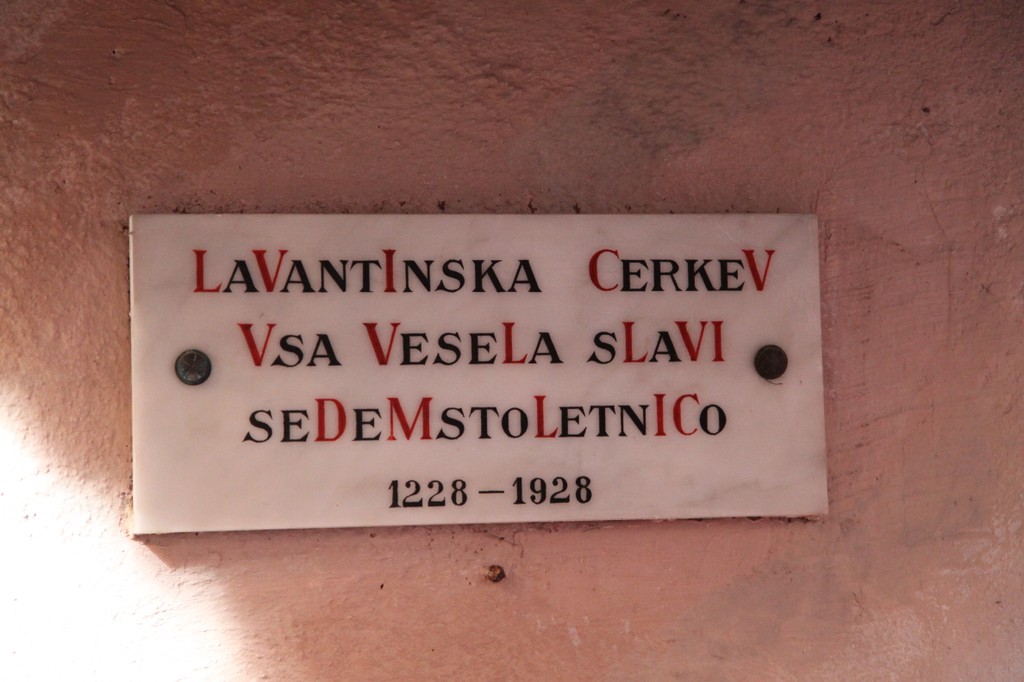 LaVantInska CerkeV
Vsa VeseLa sLaVI
seDeMstoLetnICo
1228 – 1928